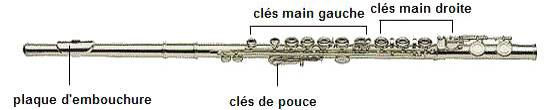 clés main gauche
clés main droite
plaque d'embouchure
clés de pouce